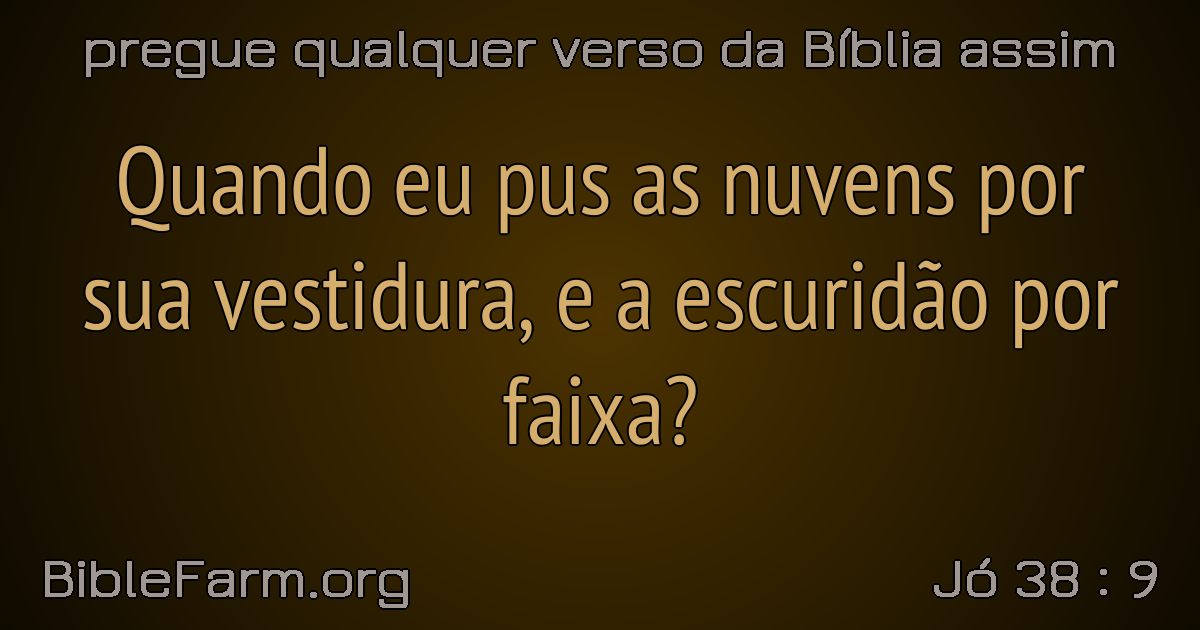 pregue qualquer verso da Bíblia assim
Quando eu pus as nuvens por
sua vestidura, e a escuridão por
faixa?
BibleFarm.org
Jó 38 : 9